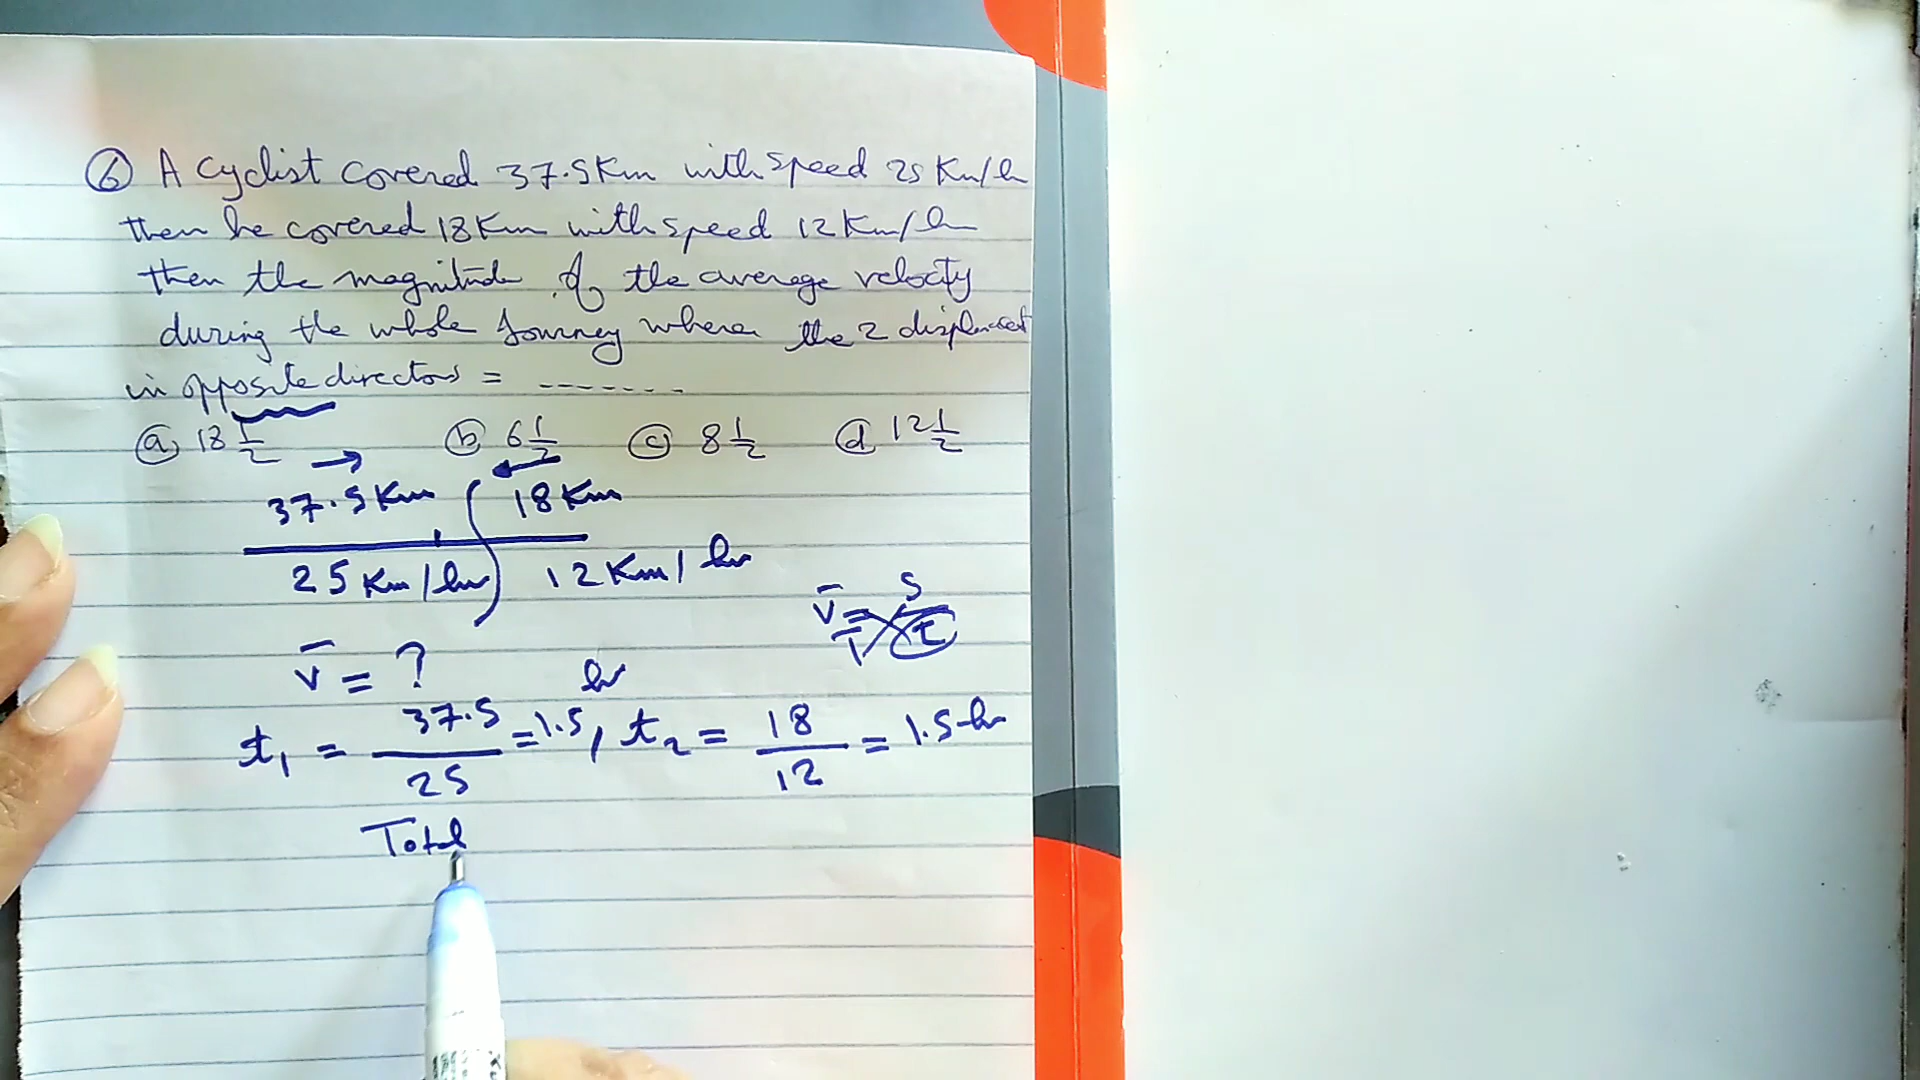 ⑥ A cyclist covered 37.5 Km with speed 25 Km/h
then he covered 18 Km with speed 12 Km/hr
then the magnitude of the average velocity
during the whole Journey where the 2
in opposite directions = -------
ⓐ 18 1/2 ⓑ 6 1/2 ⓒ 8 1/2 ⓓ 12 1/2
→ ←
37.5 Km 18 Km
25 Km/hr 12 Km/hr
v̄/1 = S/t
v̄ = ?
t₁ = 37.5/25 = 1.5 hr, t₂ = 18/12 = 1.5 hr
Total